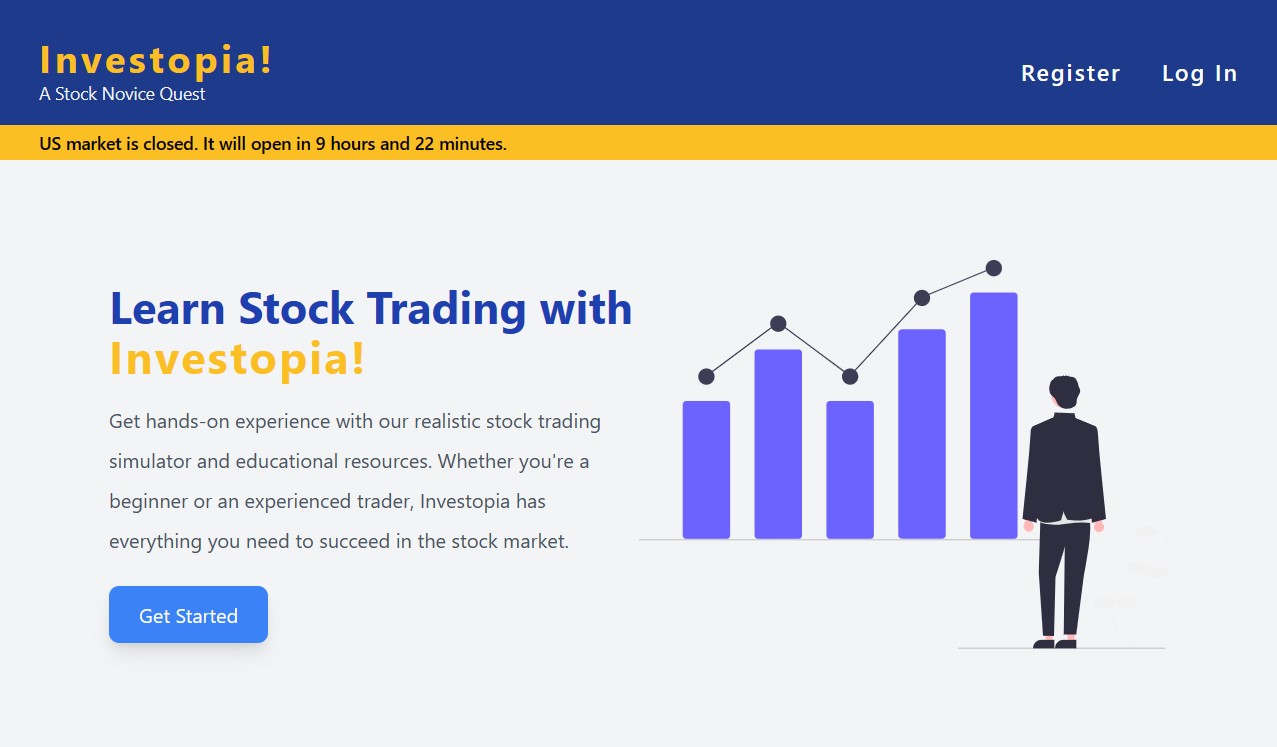 Investopia!
A Stock Novice Quest
Register
Log In
US market is closed. It will open in 9 hours and 22 minutes.
Learn Stock Trading with
Investopia!
Get hands-on experience with our realistic stock trading
simulator and educational resources. Whether you're a
beginner or an experienced trader, Investopia has
everything you need to succeed in the stock market.
Get Started